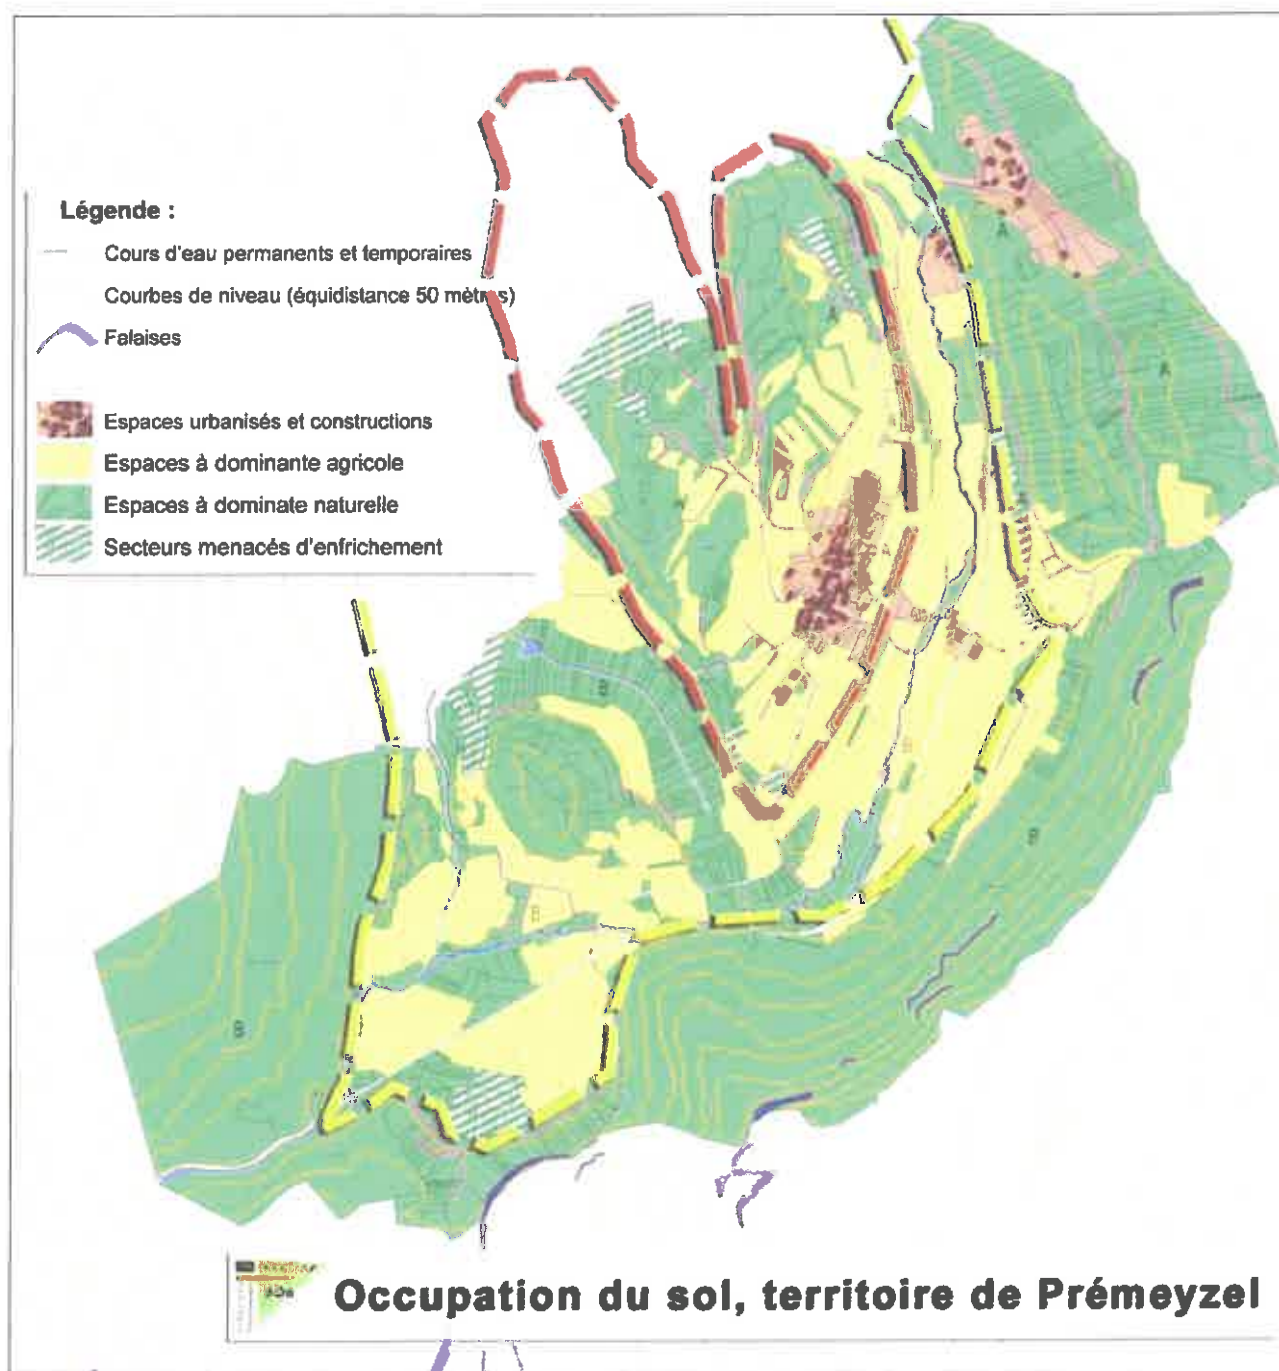 Légende :
Cours d'eau permanents et temporaires
Courbes de niveau (équidistance 50 mètres)
Falaises
Espaces urbanisés et constructions
Espaces à dominante agricole
Espaces à dominate naturelle
Secteurs menacés d'enfrichement
A
A
A
B
B
B
Occupation du sol, territoire de Prémeyzel